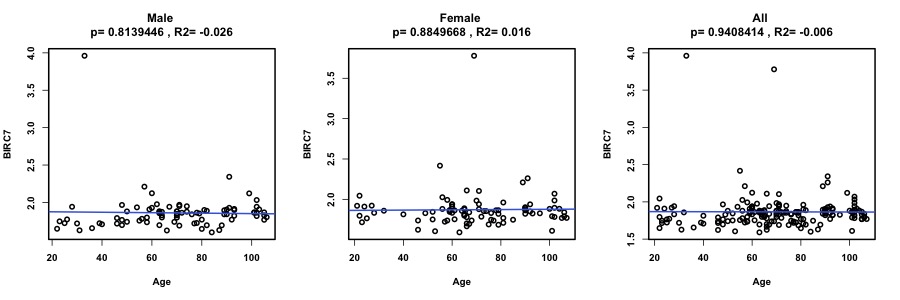 Male
p= 0.8139446 , R2= -0.026
BIRC7
4.0
3.5
3.0
2.5
2.0
20 40 60 80 100
Age
Female
p= 0.8849668 , R2= 0.016
BIRC7
3.5
3.0
2.5
2.0
20 40 60 80 100
Age
All
p= 0.9408414 , R2= -0.006
BIRC7
4.0
3.5
3.0
2.5
2.0
1.5
20 40 60 80 100
Age